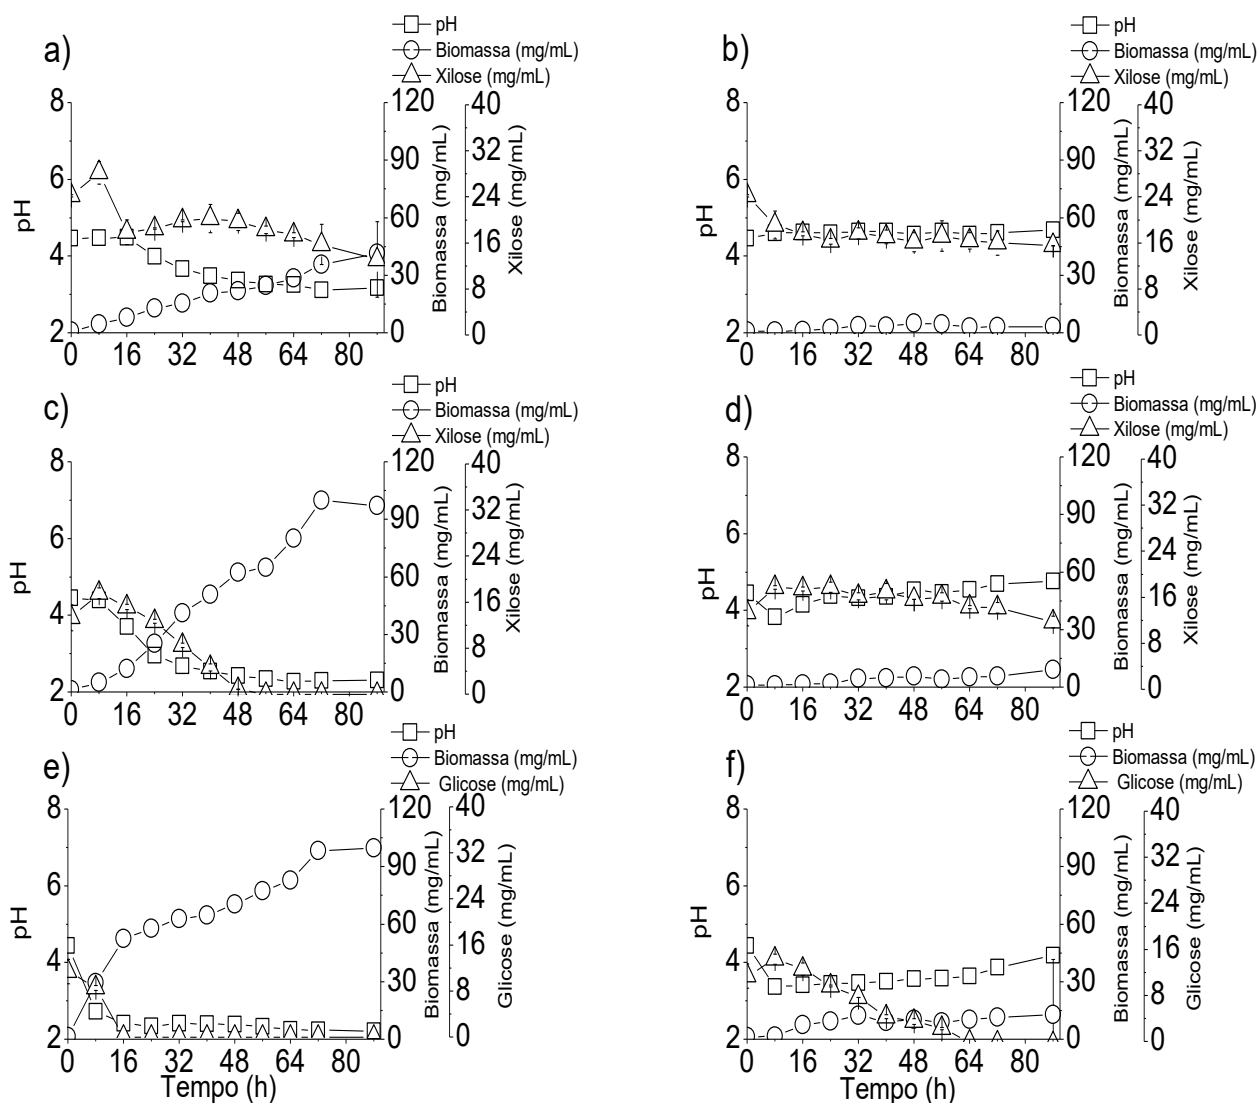 a)
pH
Biomassa (mg/mL)
Xilose (mg/mL)
8
6
4
2
pH
0 16 32 48 64 80
120
90
60
30
0
Biomassa (mg/mL)
40
32
24
16
8
0
Xilose (mg/mL)
b)
pH
Biomassa (mg/mL)
Xilose (mg/mL)
8
6
4
2
pH
0 16 32 48 64 80
120
90
60
30
0
Biomassa (mg/mL)
40
32
24
16
8
0
Xilose (mg/mL)
c)
pH
Biomassa (mg/mL)
Xilose (mg/mL)
8
6
4
2
pH
0 16 32 48 64 80
120
90
60
30
0
Biomassa (mg/mL)
40
32
24
16
8
0
Xilose (mg/mL)
d)
pH
Biomassa (mg/mL)
Xilose (mg/mL)
8
6
4
2
pH
0 16 32 48 64 80
120
90
60
30
0
Biomassa (mg/mL)
40
32
24
16
8
0
Xilose (mg/mL)
e)
pH
Biomassa (mg/mL)
Glicose (mg/mL)
8
6
4
2
pH
0 16 32 48 64 80
Tempo (h)
120
90
60
30
0
Biomassa (mg/mL)
40
32
24
16
8
0
Glicose (mg/mL)
f)
pH
Biomassa (mg/mL)
Glicose (mg/mL)
8
6
4
2
pH
0 16 32 48 64 80
Tempo (h)
120
90
60
30
0
Biomassa (mg/mL)
40
32
24
16
8
0
Glicose (mg/mL)